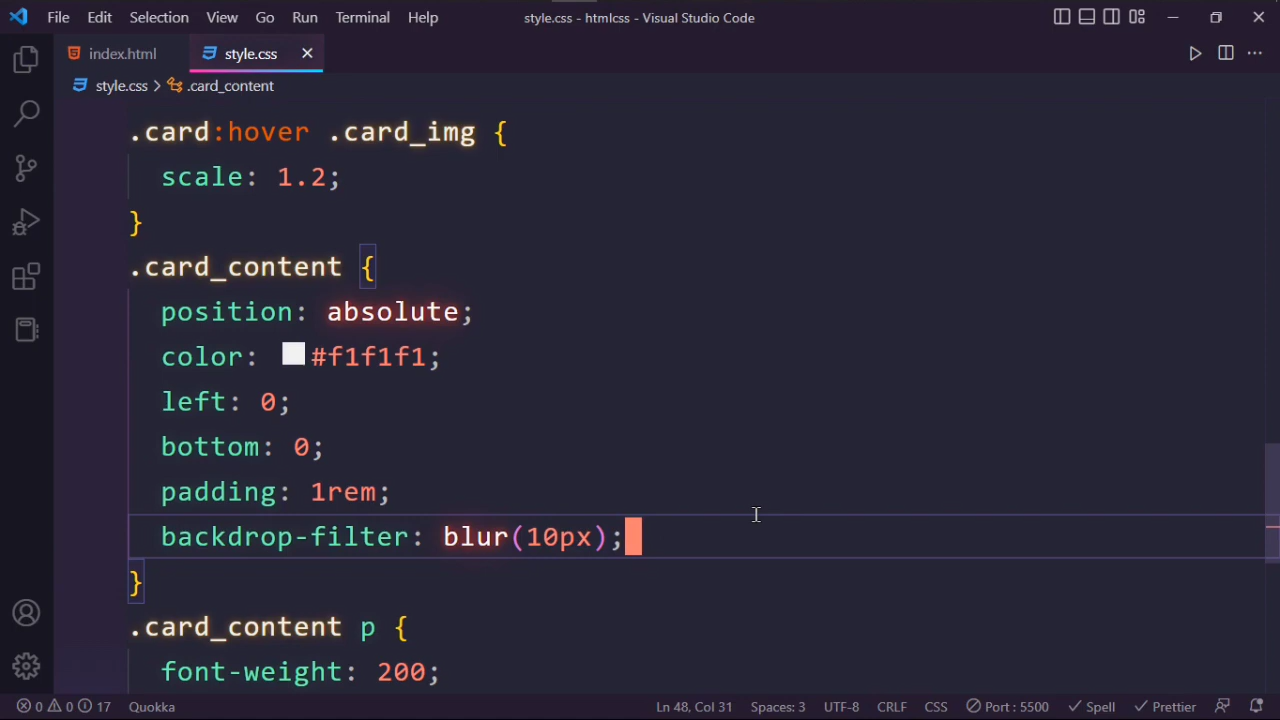 File Edit Selection View Go Run Terminal Help style.css - htmlcss - Visual Studio Code
index.html style.css
style.css > .card_content
.card:hover .card_img {
scale: 1.2;
}
.card_content {
position: absolute;
color: #f1f1f1;
left: 0;
bottom: 0;
padding: 1rem;
backdrop-filter: blur(10px);
}
.card_content p {
font-weight: 200;
0 0 17 Quokka Ln 48, Col 31 Spaces: 3 UTF-8 CRLF CSS Port : 5500 Spell Prettier